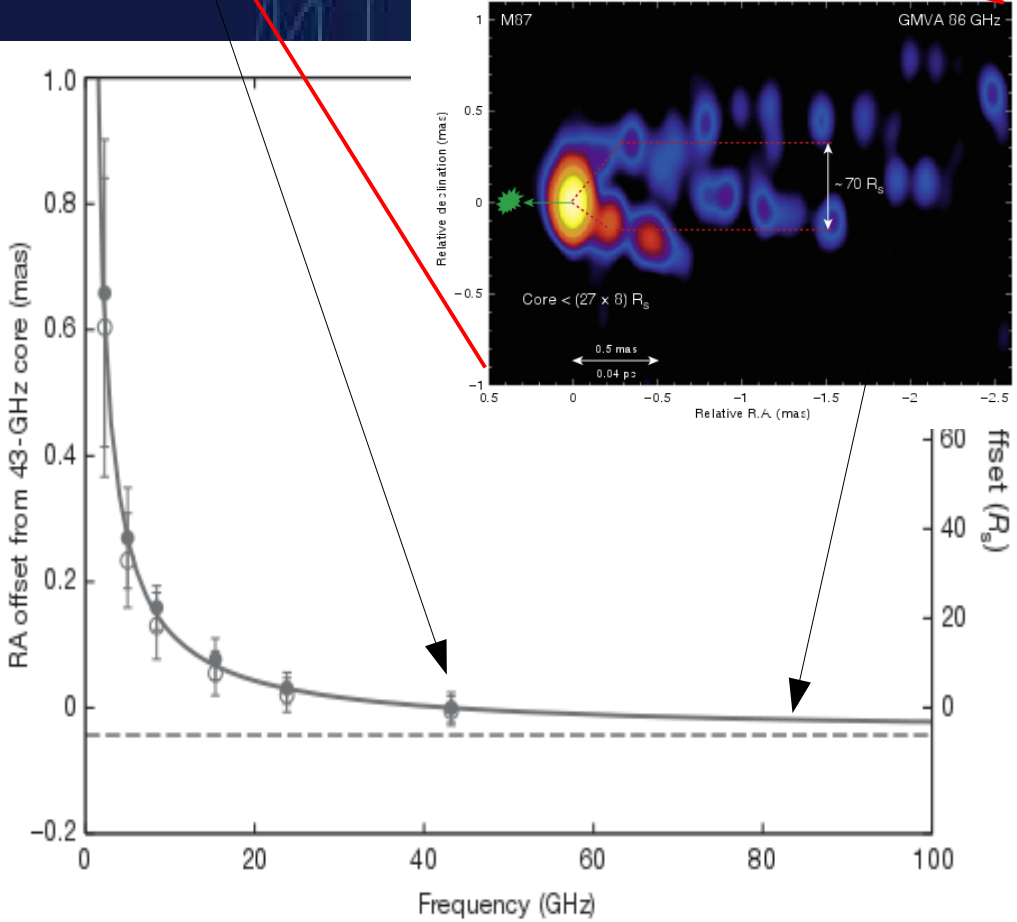 M87
GMVA 86 GHz
1
0.5
0
−0.5
−1
Relative declination (mas)
~70 Rs
Core < (27 x 8) Rs
0.5 mas
0.04 pc
0.5
0
−0.5
−1
−1.5
−2
−2.5
Relative R.A. (mas)
1.0
0.8
0.6
0.4
0.2
0
−0.2
RA offset from 43-GHz core (mas)
60
40
20
0
ffset (Rs)
0
20
40
60
80
100
Frequency (GHz)